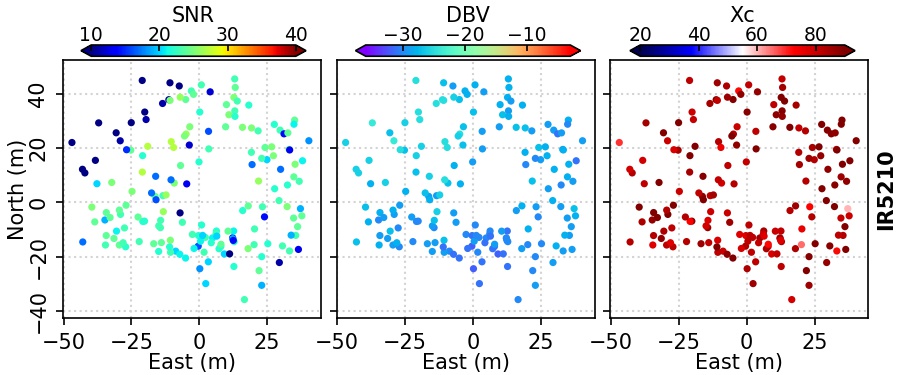 SNR DBV Xc
10 20 30 40 −30 −20 −10 20 40 60 80
North (m)
40
20
0
−20
−40
−50 −25 0 25 −50 −25 0 25 −50 −25 0 25
East (m) East (m) East (m)
IR5210